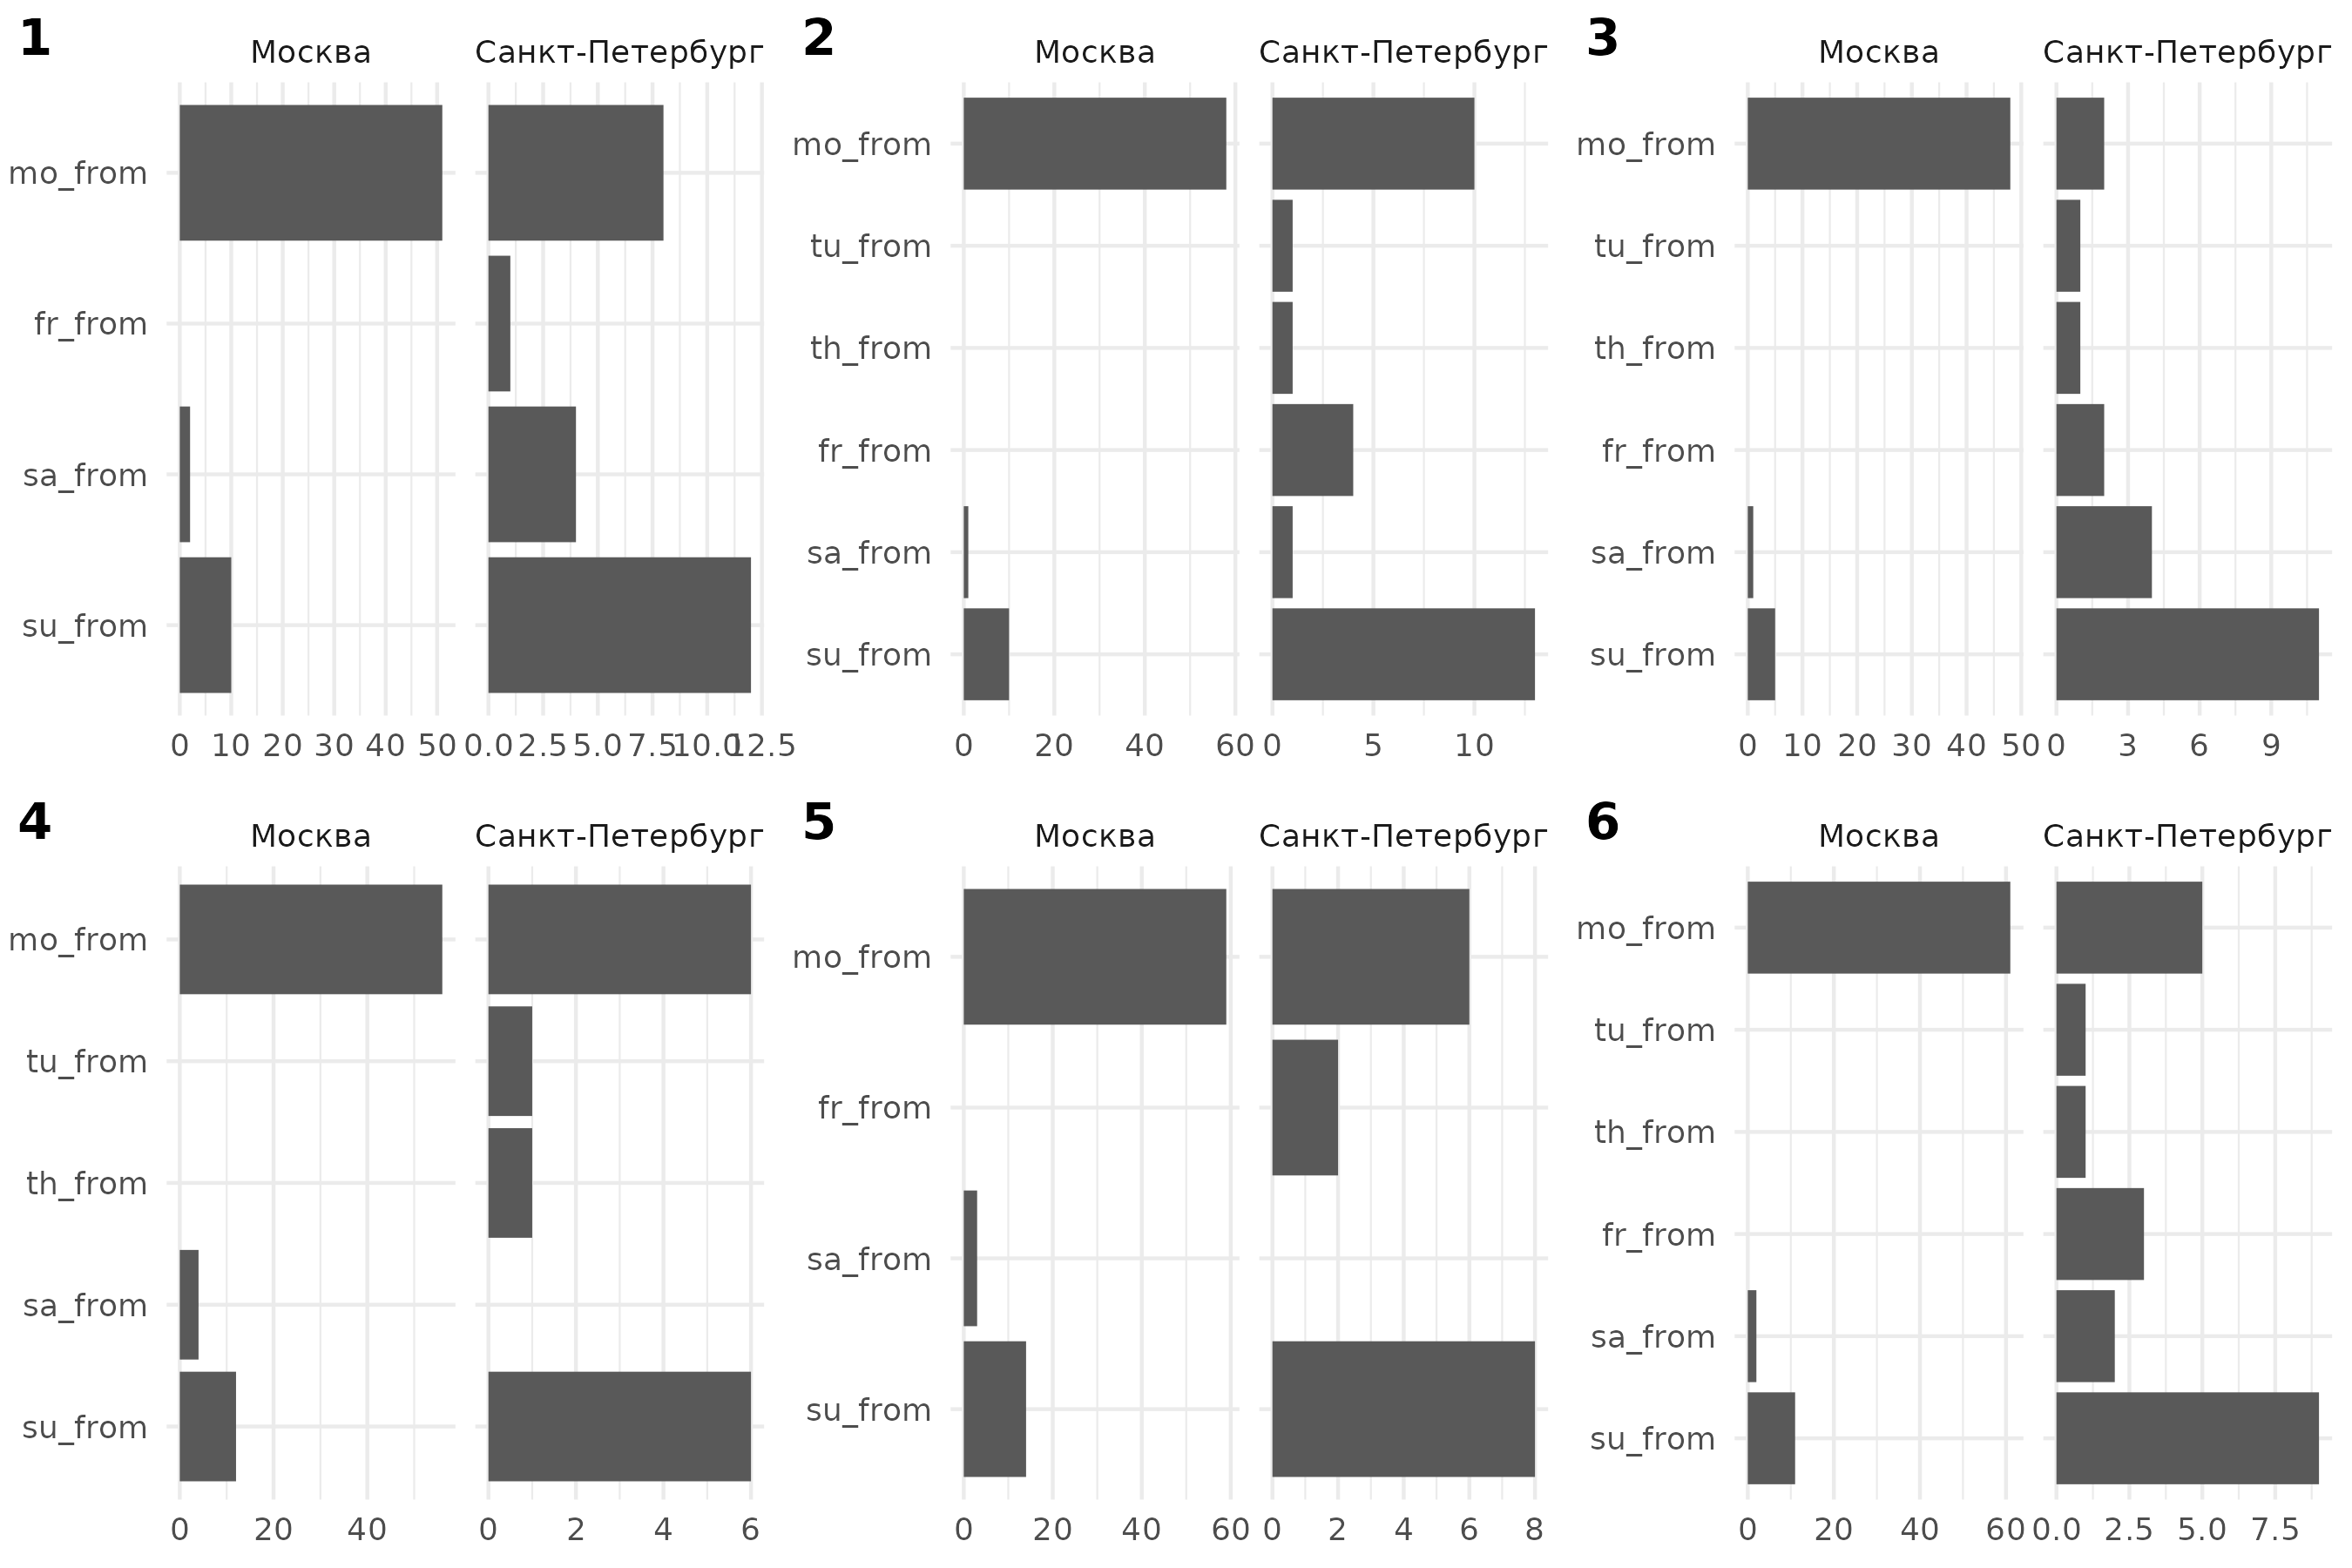 1
Москва Санкт-Петербург
mo_from
fr_from
sa_from
su_from
0 10 20 30 40 50 0.0 2.5 5.0 7.5 10.0 12.5
2
Москва Санкт-Петербург
mo_from
tu_from
th_from
fr_from
sa_from
su_from
0 20 40 60 0 5 10
3
Москва Санкт-Петербург
mo_from
tu_from
th_from
fr_from
sa_from
su_from
0 10 20 30 40 50 0 3 6 9
4
Москва Санкт-Петербург
mo_from
tu_from
th_from
sa_from
su_from
0 20 40 0 2 4 6
5
Москва Санкт-Петербург
mo_from
fr_from
sa_from
su_from
0 20 40 60 0 2 4 6 8
6
Москва Санкт-Петербург
mo_from
tu_from
th_from
fr_from
sa_from
su_from
0 20 40 60 0.0 2.5 5.0 7.5